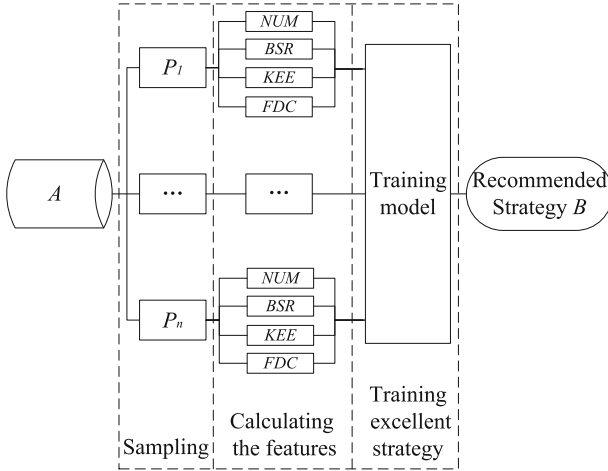 NUM
BSR
KEE
FDC
P1
A
...
...
Training
model
Recommended
Strategy B
NUM
BSR
KEE
FDC
Pn
Sampling
Calculating
the features
Training
excellent
strategy